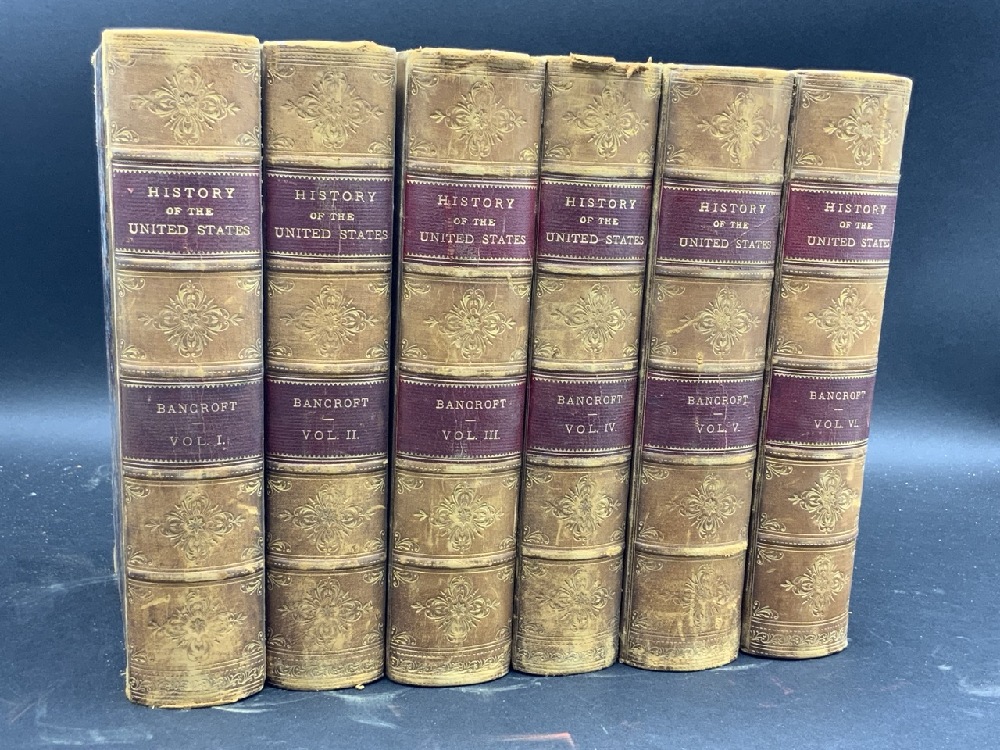 HISTORY
OF THE
UNITED STATES
BANCROFT
VOL. I.
HISTORY
OF THE
UNITED STATES
BANCROFT
VOL. II.
HISTORY
OF THE
UNITED STATES
BANCROFT
VOL. III.
HISTORY
OF THE
UNITED STATES
BANCROFT
VOL. IV
HISTORY
OF THE
UNITED STATES
BANCROFT
VOL. V.
HISTORY
OF THE
UNITED STATES
BANCROFT
VOL. VI.